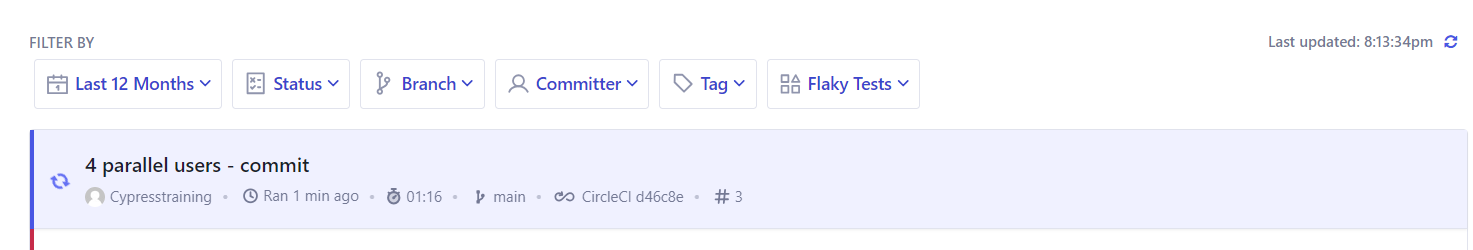 FILTER BY
Last updated: 8:13:34pm
Last 12 Months Status Branch Committer Tag Flaky Tests
4 parallel users - commit
Cypresstraining • Ran 1 min ago • 01:16 • main • CircleCI d46c8e • # 3